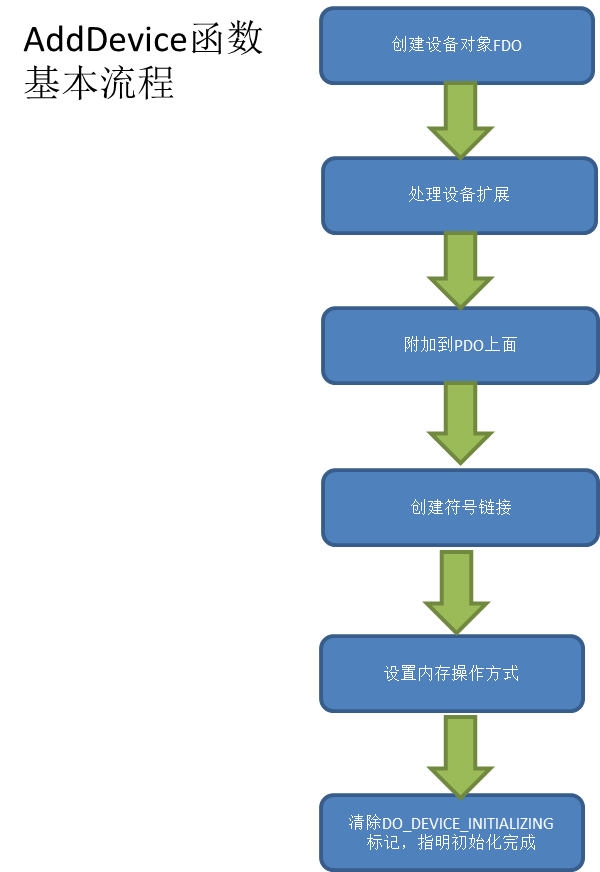 AddDevice函数
基本流程
创建设备对象FDO
处理设备扩展
附加到PDO上面
创建符号链接
设置内存操作方式
清除DO_DEVICE_INITIALIZING
标记，指明初始化完成